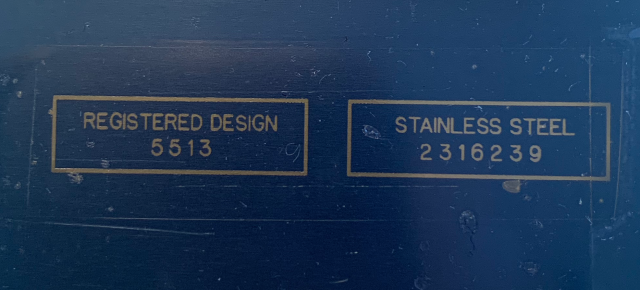 REGISTERED DESIGN
5513
STAINLESS STEEL
2316239